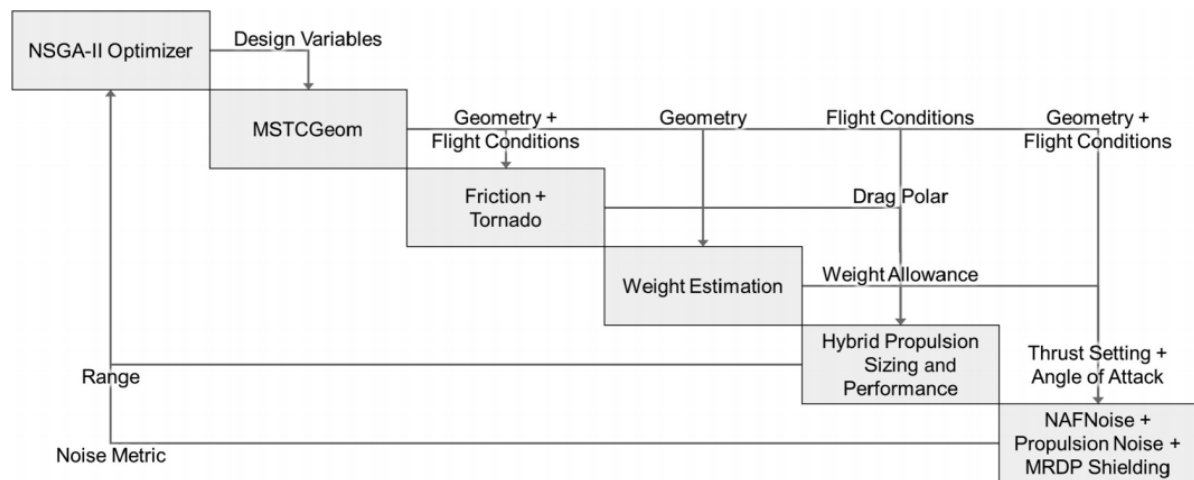 NSGA-II Optimizer
Design Variables
MSTCGeom
Geometry +
Flight Conditions
Geometry
Flight Conditions
Geometry +
Flight Conditions
Friction +
Tornado
Drag Polar
Weight Estimation
Weight Allowance
Hybrid Propulsion
Sizing and
Performance
Thrust Setting +
Angle of Attack
Range
NAFNoise +
Propulsion Noise +
MRDP Shielding
Noise Metric